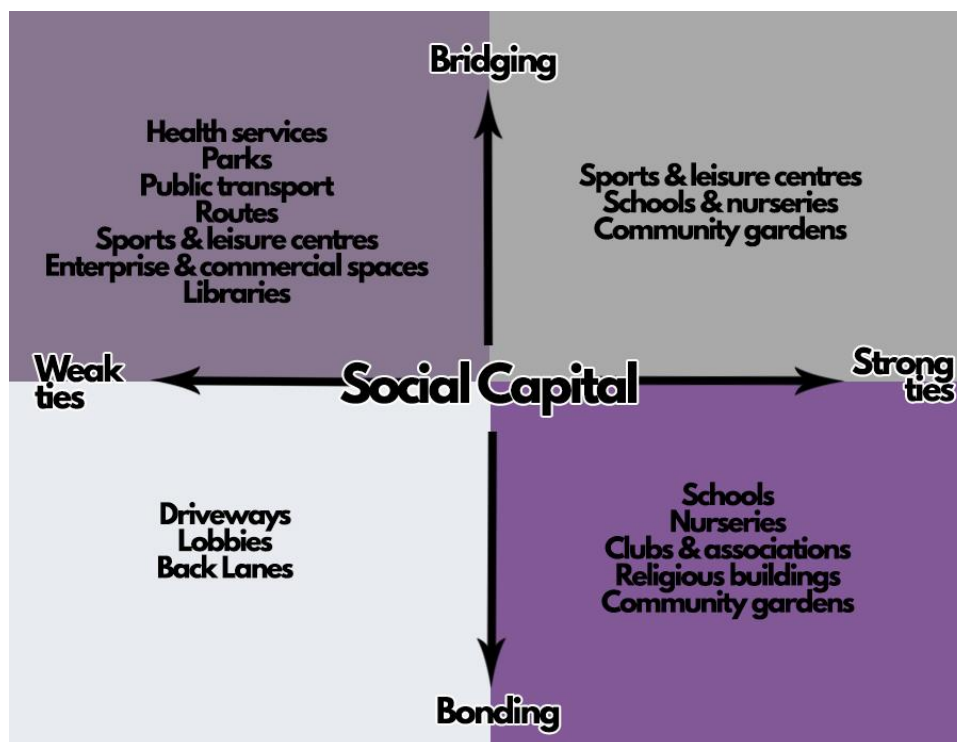 Bridging
Health services
Parks
Public transport
Routes
Sports & leisure centres
Enterprise & commercial spaces
Libraries
Sports & leisure centres
Schools & nurseries
Community gardens
Weak
ties
Social Capital
Strong
ties
Driveways
Lobbies
Back Lanes
Schools
Nurseries
Clubs & associations
Religious buildings
Community gardens
Bonding